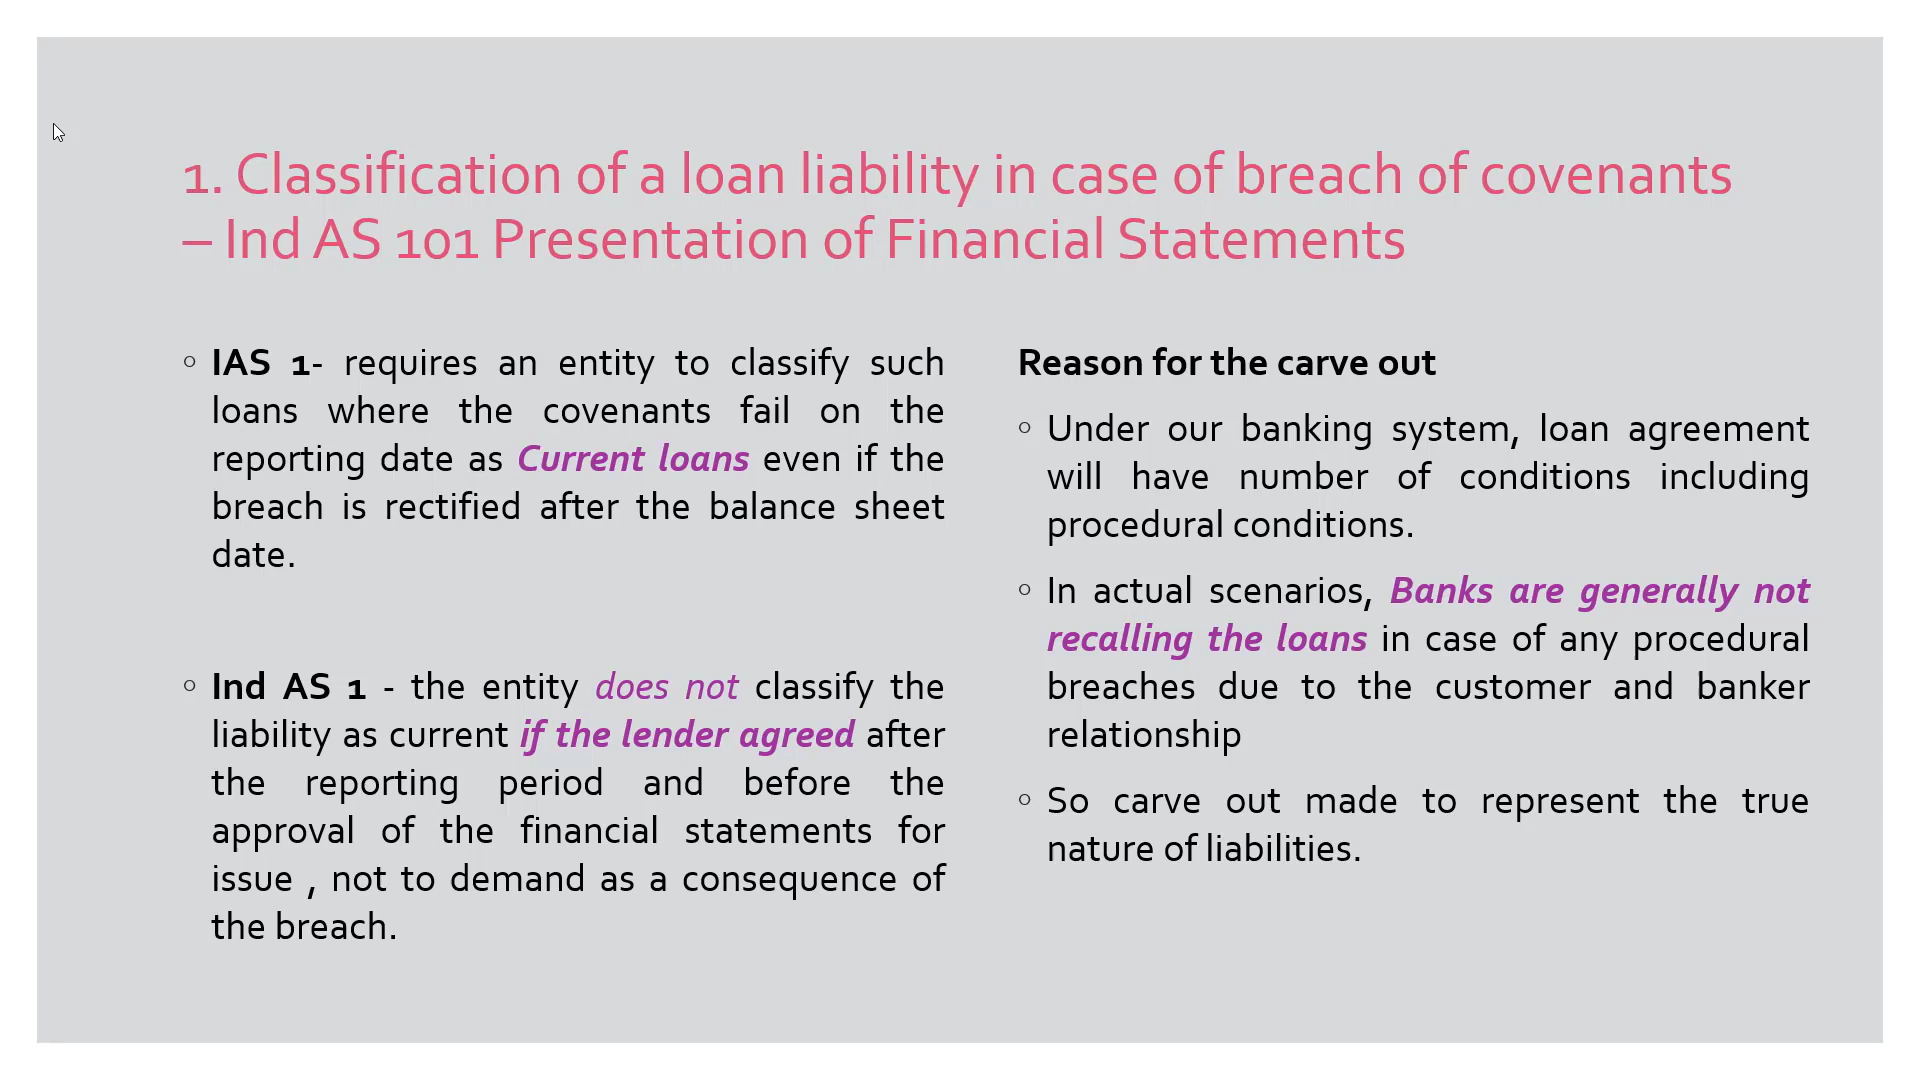 1. Classification of a loan liability in case of breach of covenants
– Ind AS 101 Presentation of Financial Statements
IAS 1- requires an entity to classify such
loans where the covenants fail on the
reporting date as Current loans even if the
breach is rectified after the balance sheet
date.
Ind AS 1 - the entity does not classify the
liability as current if the lender agreed after
the reporting period and before the
approval of the financial statements for
issue , not to demand as a consequence of
the breach.
Reason for the carve out
Under our banking system, loan agreement
will have number of conditions including
procedural conditions.
In actual scenarios, Banks are generally not
recalling the loans in case of any procedural
breaches due to the customer and banker
relationship
So carve out made to represent the true
nature of liabilities.